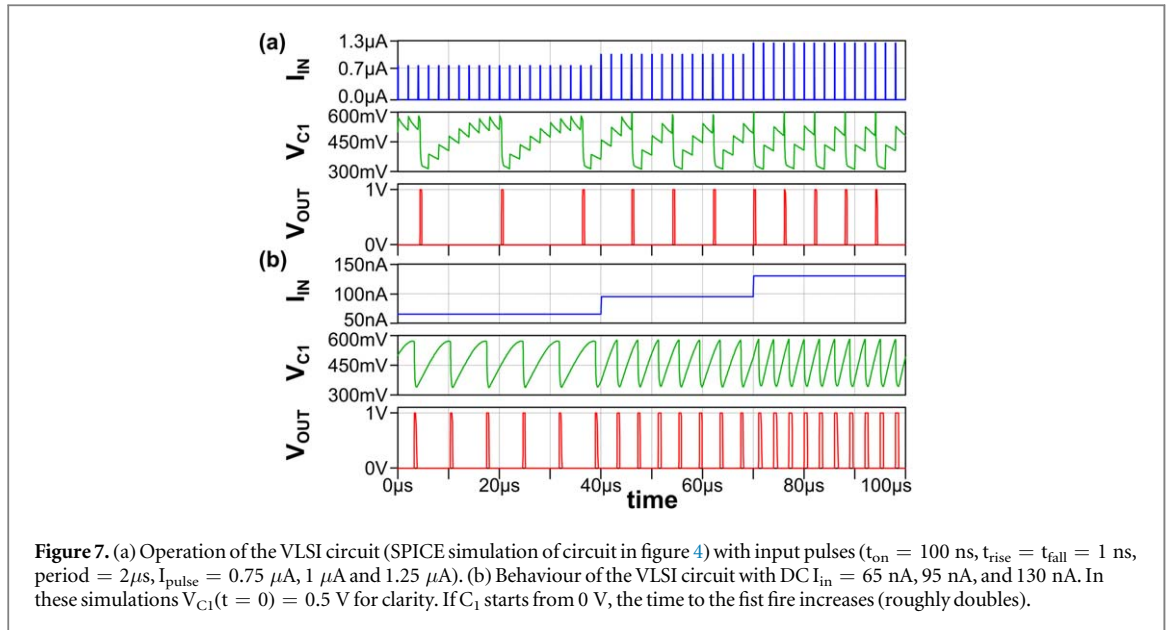 (a)
I_IN
1.3µA
0.7µA
0.0µA
V_C1
600mV
450mV
300mV
V_OUT
1V
0V
(b)
I_IN
150nA
100nA
50nA
V_C1
600mV
450mV
300mV
V_OUT
1V
0V
0µs 20µs 40µs 60µs 80µs 100µs
time
Figure 7. (a) Operation of the VLSI circuit (SPICE simulation of circuit in figure 4) with input pulses (t_on = 100 ns, t_rise = t_fall = 1 ns,
period = 2µs, I_pulse = 0.75 µA, 1 µA and 1.25 µA). (b) Behaviour of the VLSI circuit with DC I_in = 65 nA, 95 nA, and 130 nA. In
these simulations V_C1(t = 0) = 0.5 V for clarity. If C_1 starts from 0 V, the time to the fist fire increases (roughly doubles).